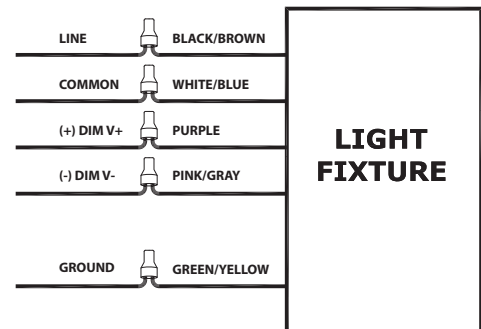 LINE BLACK/BROWN
COMMON WHITE/BLUE
(+) DIM V+ PURPLE
(-) DIM V- PINK/GRAY
GROUND GREEN/YELLOW
LIGHT
FIXTURE